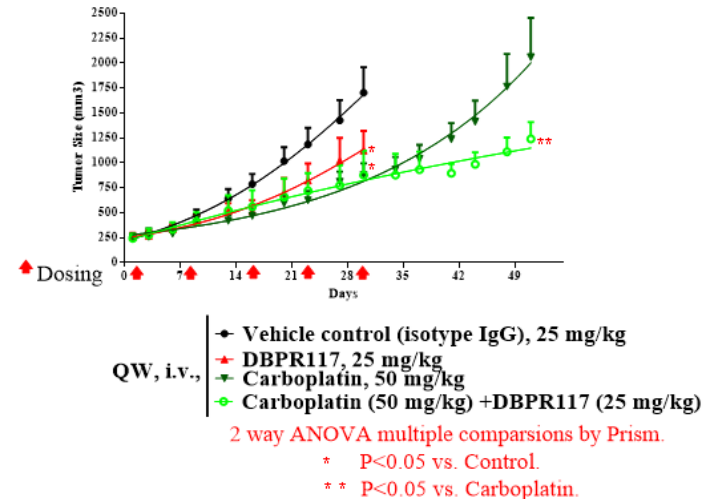 2500
2250
2000
1750
1500
1250
1000
750
500
250
0
Tumor Size (mm3)
*
*
**
Dosing
0 7 14 21 28 35 42 49
Days
QW, i.v.,
Vehicle control (isotype IgG), 25 mg/kg
DBPR117, 25 mg/kg
Carboplatin, 50 mg/kg
Carboplatin (50 mg/kg) +DBPR117 (25 mg/kg)
2 way ANOVA multiple comparsions by Prism.
* P<0.05 vs. Control.
** P<0.05 vs. Carboplatin.